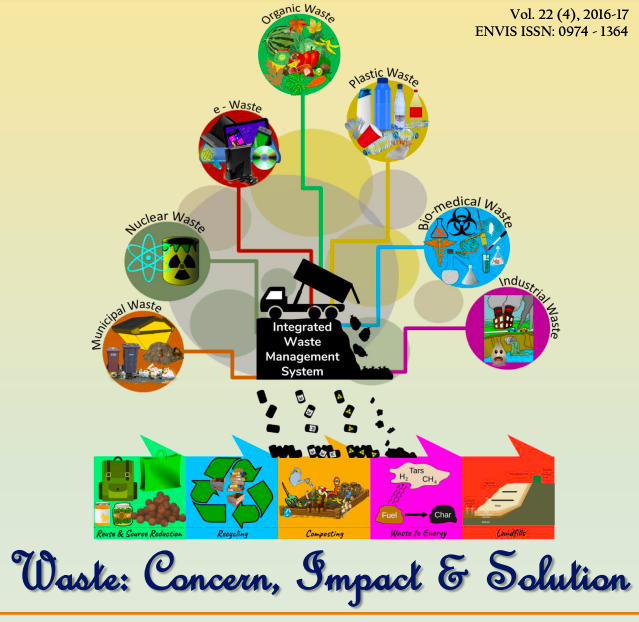 Vol. 22 (4), 2016-17
ENVIS ISSN: 0974 - 1364
Organic Waste
Plastic Waste
e - Waste
Bio-medical Waste
Nuclear Waste
Industrial Waste
Municipal Waste
Integrated
Waste
Management
System
Tars
H₂ CH₄
Fuel Char
Reuse & Source Reduction
Recycling
Composting
Waste to Energy
Landfills
Waste: Concern, Impact & Solution